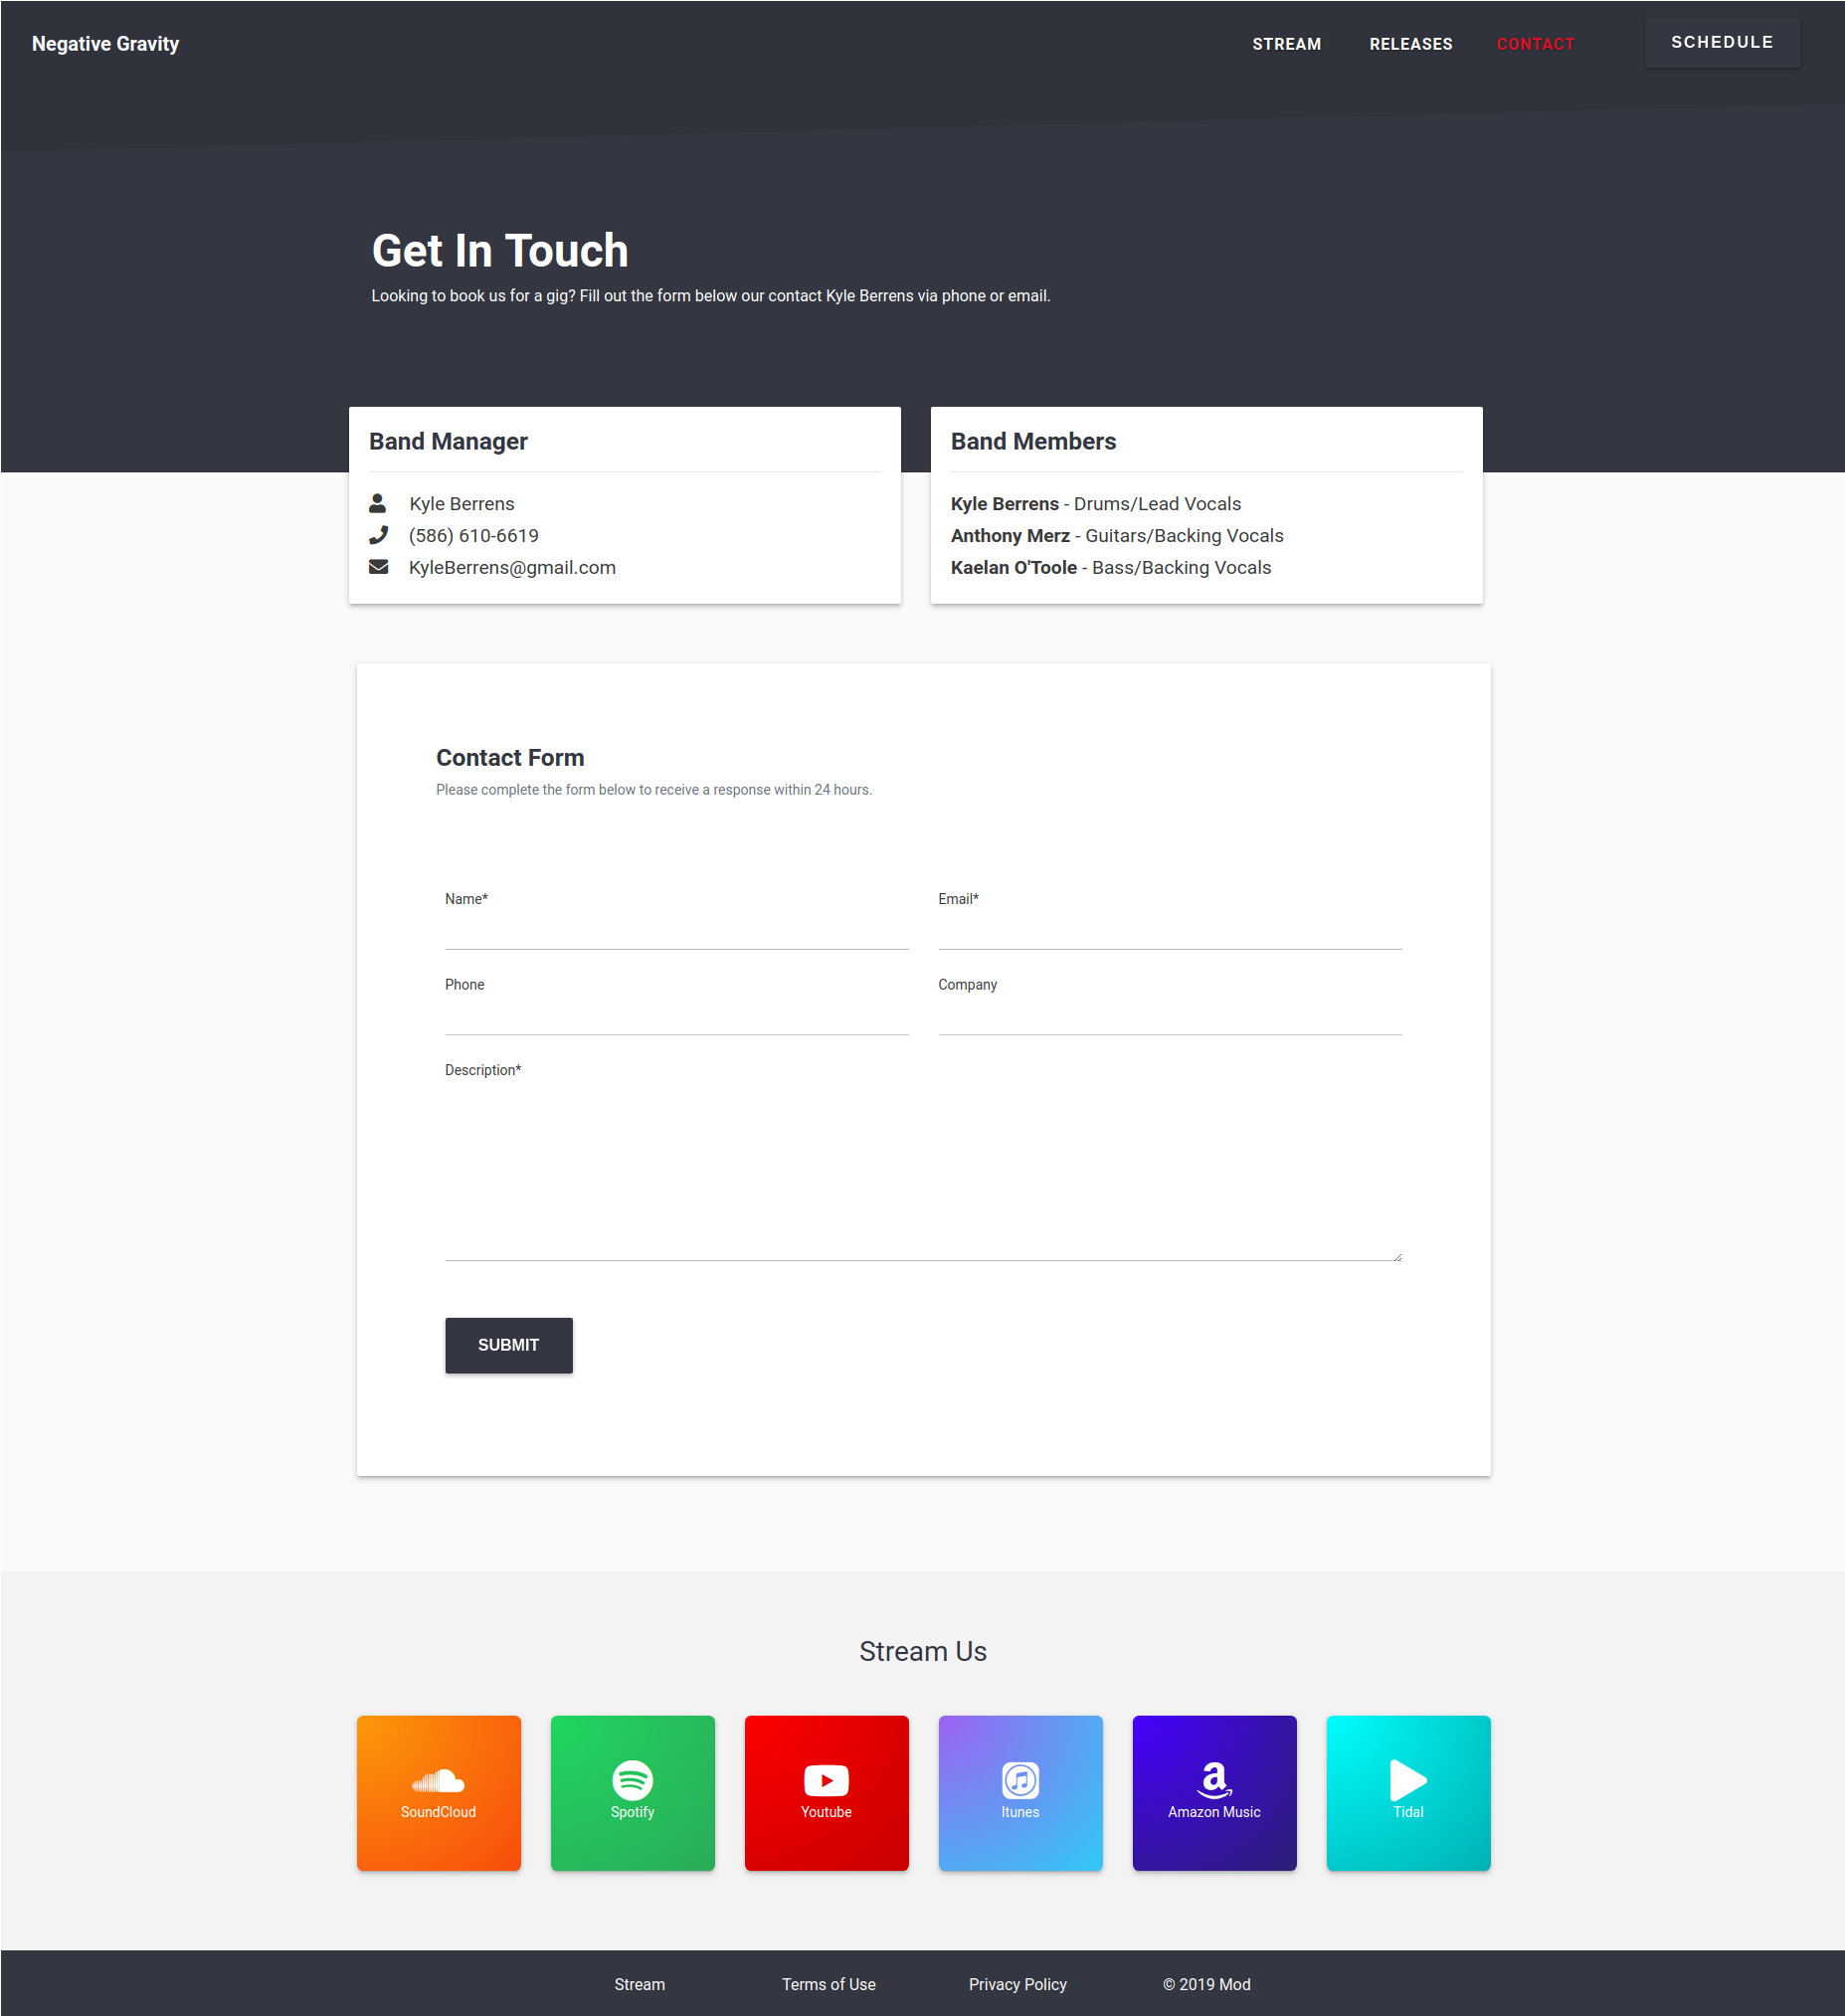 Negative Gravity
STREAM
RELEASES
CONTACT
SCHEDULE
Get In Touch
Looking to book us for a gig? Fill out the form below our contact Kyle Berrens via phone or email.
Band Manager
Kyle Berrens
(586) 610-6619
KyleBerrens@gmail.com
Band Members
Kyle Berrens - Drums/Lead Vocals
Anthony Merz - Guitars/Backing Vocals
Kaelan O'Toole - Bass/Backing Vocals
Contact Form
Please complete the form below to receive a response within 24 hours.
Name*
Email*
Phone
Company
Description*
SUBMIT
Stream Us
SoundCloud
Spotify
Youtube
Itunes
Amazon Music
Tidal
Stream
Terms of Use
Privacy Policy
© 2019 Mod